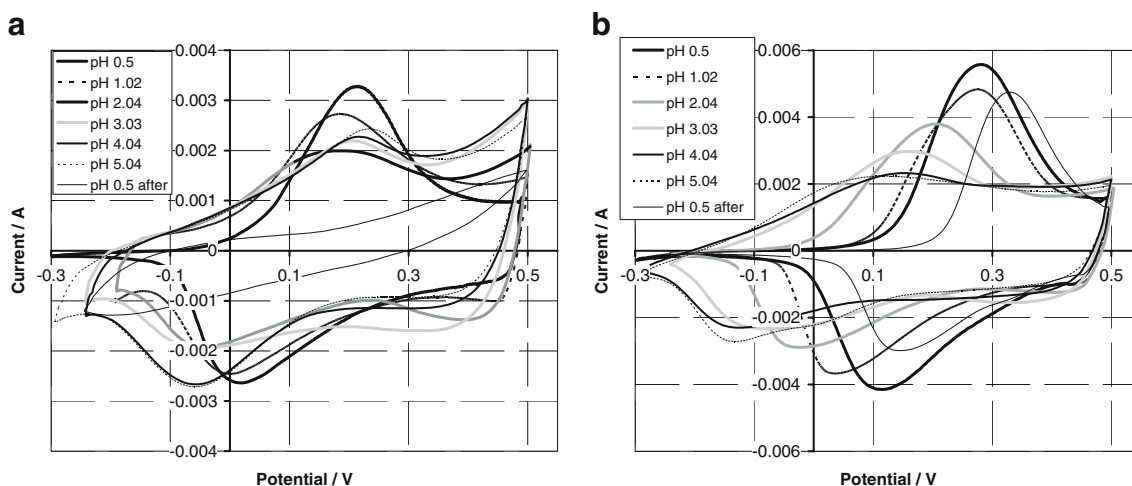 a
pH 0.5
pH 1.02
pH 2.04
pH 3.03
pH 4.04
pH 5.04
pH 0.5 after
0.004
0.003
0.002
0.001
0
-0.001
-0.002
-0.003
-0.004
-0.3
-0.1
0.1
0.3
0.5
Current / A
Potential / V
b
pH 0.5
pH 1.02
pH 2.04
pH 3.03
pH 4.04
pH 5.04
pH 0.5 after
0.006
0.004
0.002
0
-0.002
-0.004
-0.006
-0.3
-0.1
0.1
0.3
0.5
Current / A
Potential / V